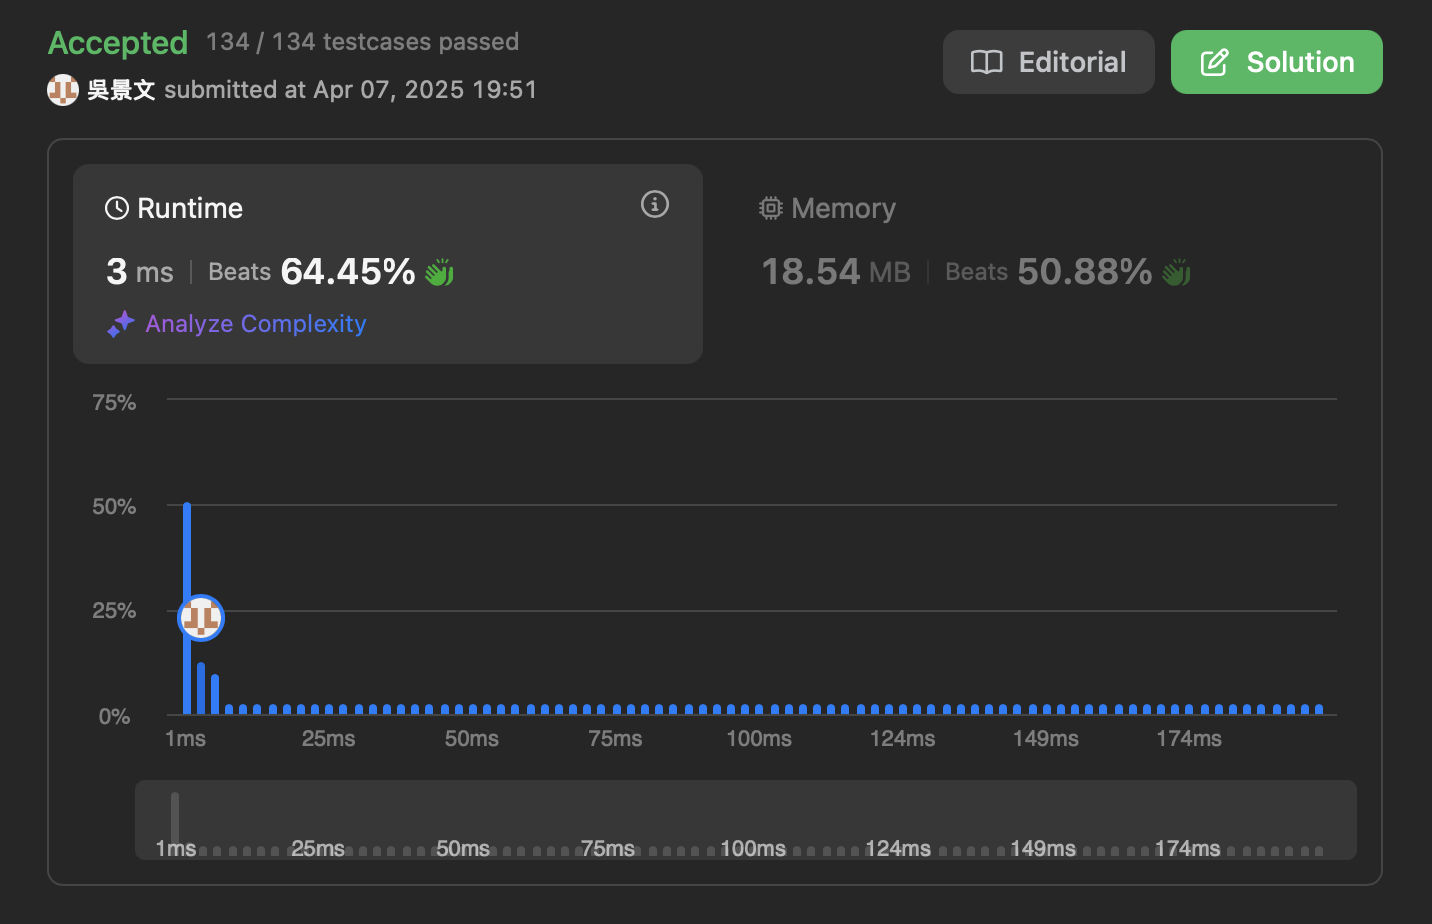 Accepted 134 / 134 testcases passed
吳景文 submitted at Apr 07, 2025 19:51
Editorial
Solution
Runtime
3 ms | Beats 64.45%
Analyze Complexity
Memory
18.54 MB | Beats 50.88%
75%
50%
25%
0%
1ms 25ms 50ms 75ms 100ms 124ms 149ms 174ms
1ms 25ms 50ms 75ms 100ms 124ms 149ms 174ms